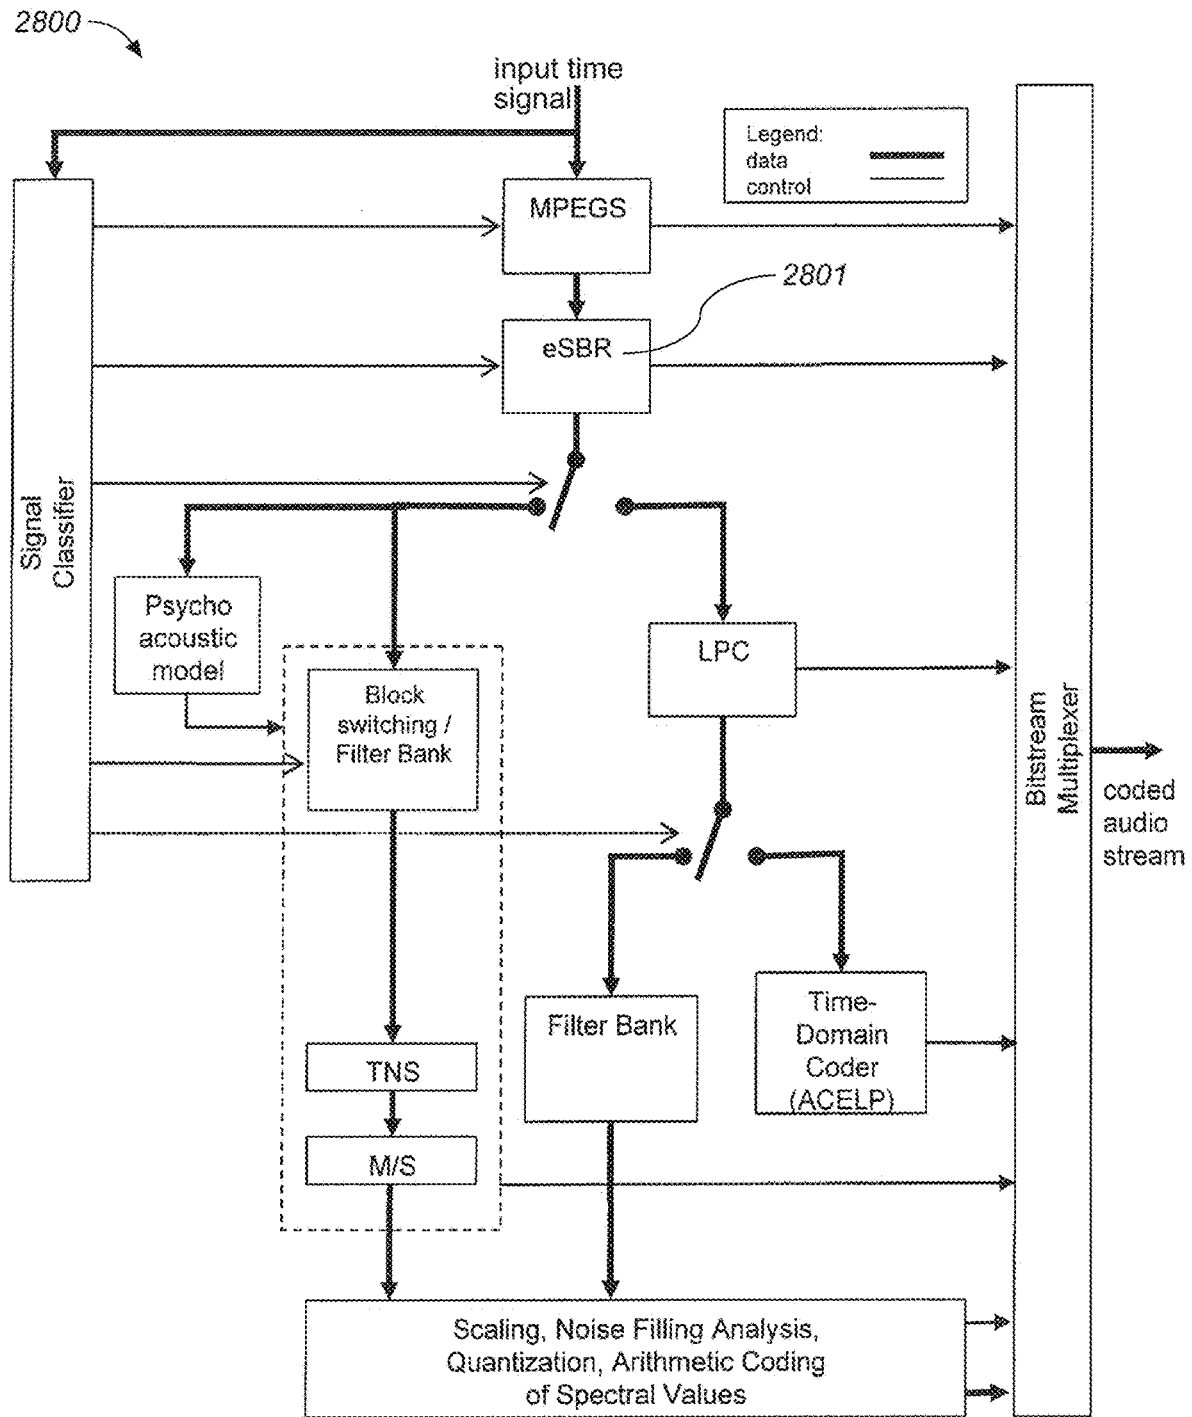 2800
input time
signal
Legend:
data
control
MPEGS
2801
eSBR
Signal
Classifier
Psycho
acoustic
model
LPC
Block
switching /
Filter Bank
Bitstream
Multiplexer
coded
audio
stream
Filter Bank
Time-
Domain
Coder
(ACELP)
TNS
M/S
Scaling, Noise Filling Analysis,
Quantization, Arithmetic Coding
of Spectral Values